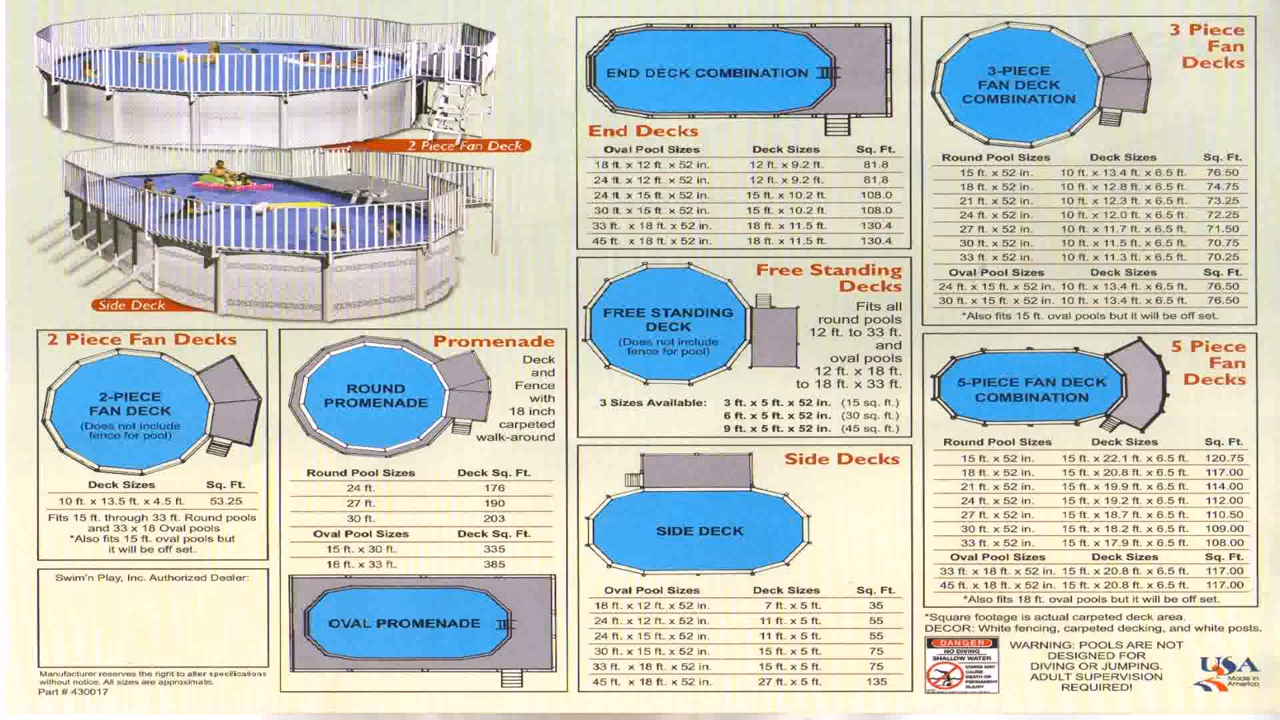 2 Piece Fan Deck
Side Deck
2 Piece Fan Decks
2-PIECE
FAN DECK
(Does not include
fence for pool)
Deck Sizes Sq. Ft.
10 ft. x 13.5 ft. x 4.5 ft. 53.25
Fits 15 ft. through 33 ft. Round pools
and 33 x 18 Oval pools
*Also fits 15 ft. oval pools but
it will be off set.
Swim'n Play, Inc. Authorized Dealer:
Manufacturer reserves the right to alter specifications
without notice. All sizes are approximate.
Part # 430017
Promenade
Deck
and
Fence
with
18 inch
carpeted
walk-around
ROUND
PROMENADE
Round Pool Sizes Deck Sq. Ft.
24 ft. 176
27 ft. 190
30 ft. 203
Oval Pool Sizes Deck Sq. Ft.
15 ft. x 30 ft. 335
18 ft. x 33 ft. 385
OVAL PROMENADE
END DECK COMBINATION
End Decks
Oval Pool Sizes Deck Sizes Sq. Ft.
18 ft. x 12 ft. x 52 in. 12 ft. x 9.2 ft. 81.8
24 ft. x 12 ft. x 52 in. 12 ft. x 9.2 ft. 81.8
24 ft. x 15 ft. x 52 in. 15 ft. x 10.2 ft. 108.0
30 ft. x 15 ft. x 52 in. 15 ft. x 10.2 ft. 108.0
33 ft. x 18 ft. x 52 in. 18 ft. x 11.5 ft. 130.4
45 ft. x 18 ft. x 52 in. 18 ft. x 11.5 ft. 130.4
Free Standing
Decks
FREE STANDING
DECK
(Does not include
fence for pool)
Fits all
round pools
12 ft. to 33 ft.
and
oval pools
12 ft. x 18 ft.
to 18 ft. x 33 ft.
3 Sizes Available: 3 ft. x 5 ft. x 52 in. (15 sq. ft.)
6 ft. x 5 ft. x 52 in. (30 sq. ft.)
9 ft. x 5 ft. x 52 in. (45 sq. ft.)
Side Decks
SIDE DECK
Oval Pool Sizes Deck Sizes Sq. Ft.
18 ft. x 12 ft. x 52 in. 7 ft. x 5 ft. 35
24 ft. x 12 ft. x 52 in. 11 ft. x 5 ft. 55
24 ft. x 15 ft. x 52 in. 11 ft. x 5 ft. 55
30 ft. x 15 ft. x 52 in. 15 ft. x 5 ft. 75
33 ft. x 18 ft. x 52 in. 15 ft. x 5 ft. 75
45 ft. x 18 ft. x 52 in. 27 ft. x 5 ft. 135
3 Piece
Fan
Decks
3-PIECE
FAN DECK
COMBINATION
Round Pool Sizes Deck Sizes Sq. Ft.
15 ft. x 52 in. 10 ft. x 13.4 ft. x 6.5 ft. 76.50
18 ft. x 52 in. 10 ft. x 12.8 ft. x 6.5 ft. 74.75
21 ft. x 52 in. 10 ft. x 12.3 ft. x 6.5 ft. 73.25
24 ft. x 52 in. 10 ft. x 12.0 ft. x 6.5 ft. 72.25
27 ft. x 52 in. 10 ft. x 11.7 ft. x 6.5 ft. 71.50
30 ft. x 52 in. 10 ft. x 11.5 ft. x 6.5 ft. 70.75
33 ft. x 52 in. 10 ft. x 11.3 ft. x 6.5 ft. 70.25
Oval Pool Sizes Deck Sizes Sq. Ft.
24 ft. x 15 ft. x 52 in. 10 ft. x 13.4 ft. x 6.5 ft. 76.50
30 ft. x 15 ft. x 52 in. 10 ft. x 13.4 ft. x 6.5 ft. 76.50
*Also fits 15 ft. oval pools but it will be off set.
5 Piece
Fan
Decks
5-PIECE FAN DECK
COMBINATION
Round Pool Sizes Deck Sizes Sq. Ft.
15 ft. x 52 in. 15 ft. x 22.1 ft. x 6.5 ft. 120.75
18 ft. x 52 in. 15 ft. x 20.8 ft. x 6.5 ft. 117.00
21 ft. x 52 in. 15 ft. x 19.9 ft. x 6.5 ft. 114.00
24 ft. x 52 in. 15 ft. x 19.2 ft. x 6.5 ft. 112.00
27 ft. x 52 in. 15 ft. x 18.7 ft. x 6.5 ft. 110.50
30 ft. x 52 in. 15 ft. x 18.2 ft. x 6.5 ft. 109.00
33 ft. x 52 in. 15 ft. x 17.9 ft. x 6.5 ft. 108.00
Oval Pool Sizes Deck Sizes Sq. Ft.
33 ft. x 18 ft. x 52 in. 15 ft. x 20.8 ft. x 6.5 ft. 117.00
45 ft. x 18 ft. x 52 in. 15 ft. x 20.8 ft. x 6.5 ft. 117.00
*Also fits 18 ft. oval pools but it will be off set.
*Square footage is actual carpeted deck area.
DECOR: White fencing, carpeted decking, and white posts.
DANGER
NO DIVING
SHALLOW WATER
DIVING MAY
CAUSE
DEATH OR
PERMANENT
INJURY
WARNING: POOLS ARE NOT
DESIGNED FOR
DIVING OR JUMPING.
ADULT SUPERVISION
REQUIRED!
USA
Made in
America